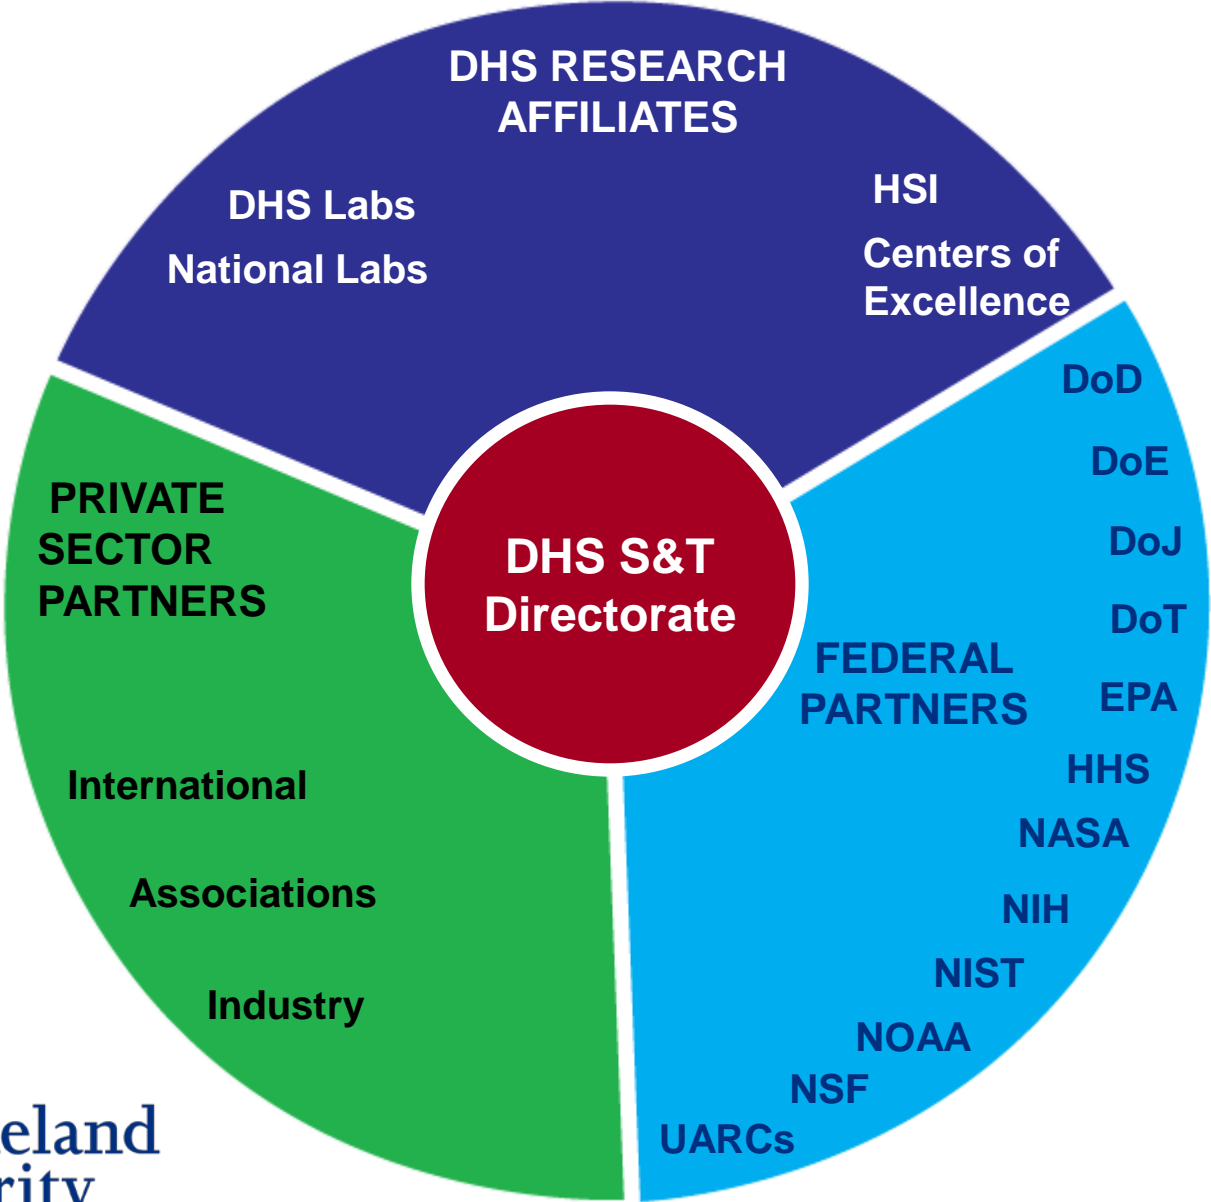 DHS RESEARCH
AFFILIATES
DHS Labs
National Labs
HSI
Centers of
Excellence
PRIVATE
SECTOR
PARTNERS
International
Associations
Industry
DHS S&T
Directorate
FEDERAL
PARTNERS
DoD
DoE
DoJ
DoT
EPA
HHS
NASA
NIH
NIST
NOAA
NSF
UARCs
eland
rity